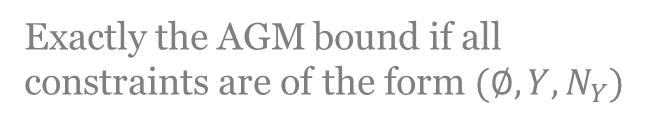 Exactly the AGM bound if all
constraints are of the form (∅, Y, N_Y)